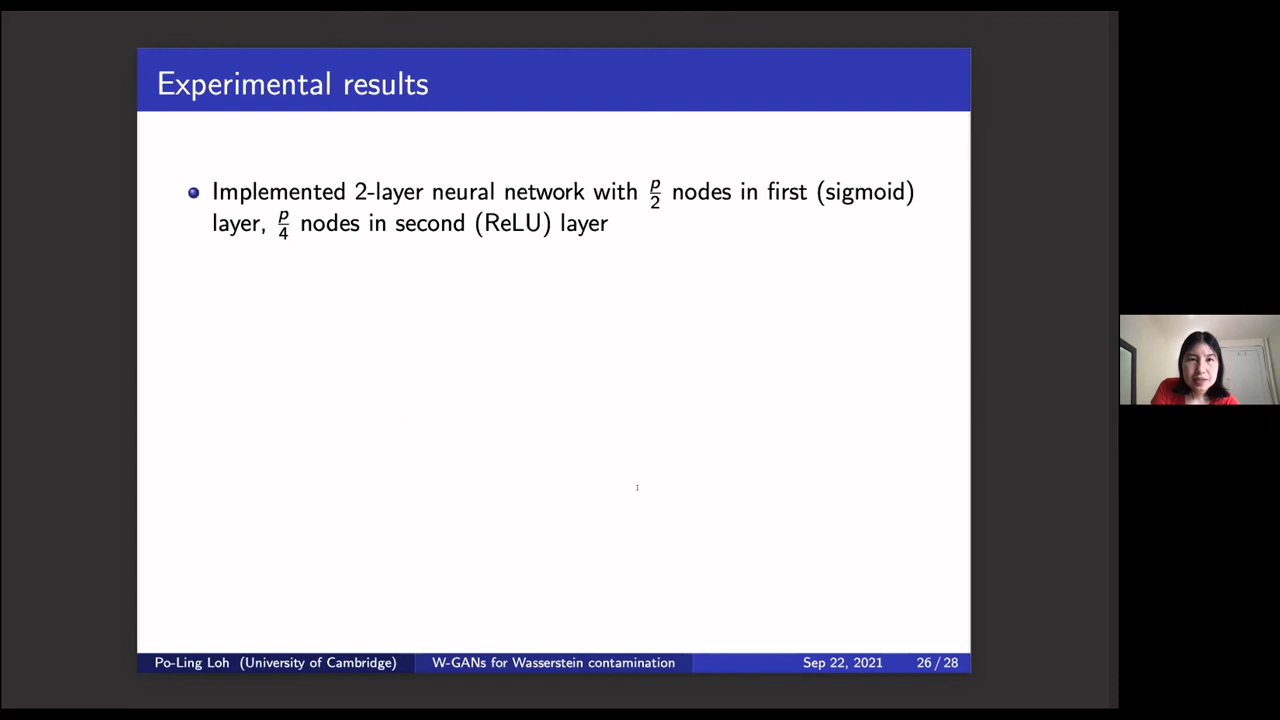 Experimental results
Implemented 2-layer neural network with p/2 nodes in first (sigmoid)
layer, p/4 nodes in second (ReLU) layer
Po-Ling Loh (University of Cambridge) W-GANs for Wasserstein contamination Sep 22, 2021 26 / 28